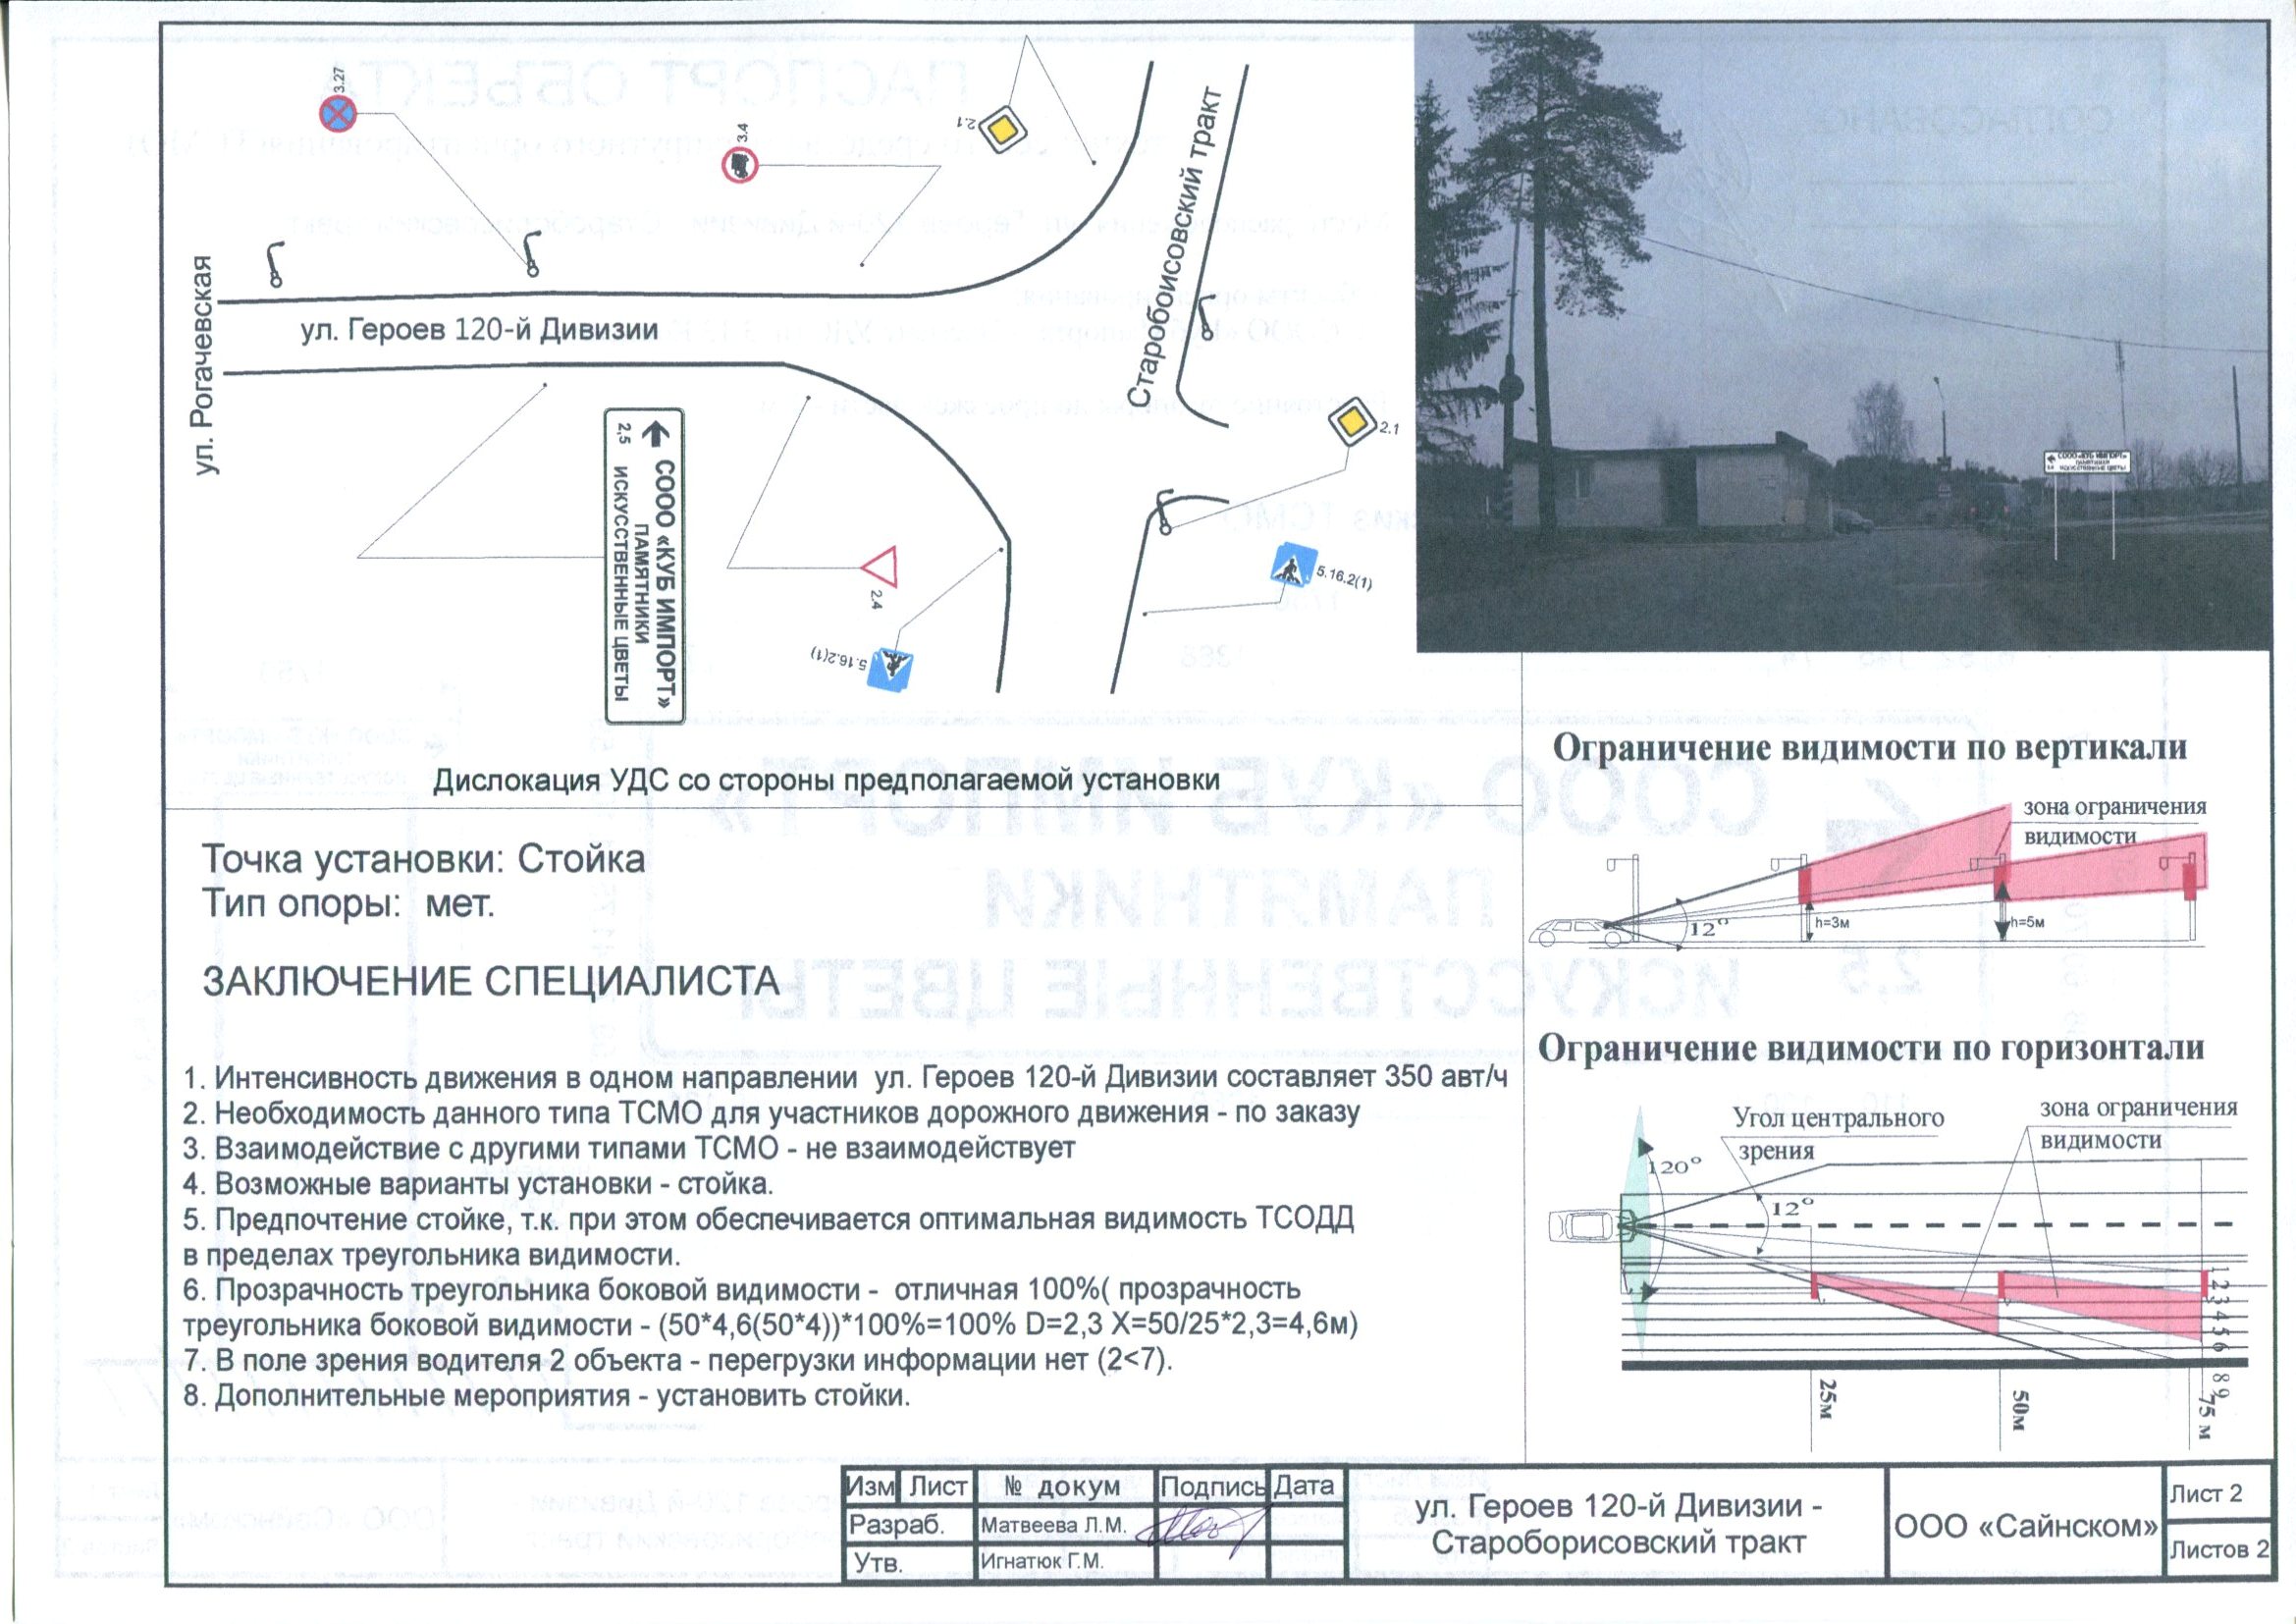 3.27
3.4
2.1
Старобисовский тракт
ул. Рогачевская
ул. Героев 120-й Дивизии
2.1
5.16.2(1)
2.4
5.16.2(1)
СООО «КУБ ИМПОРТ»
ПАМЯТНИКИ
2,5 ИСКУССТВЕННЫЕ ЦВЕТЫ
СООО «КУБ ИМПОРТ»
ПАМЯТНИКИ
ИСКУССТВЕННЫЕ ЦВЕТЫ
Дислокация УДС со стороны предполагаемой установки
Точка установки: Стойка
Тип опоры: мет.
ЗАКЛЮЧЕНИЕ СПЕЦИАЛИСТА
1. Интенсивность движения в одном направлении ул. Героев 120-й Дивизии составляет 350 авт/ч
2. Необходимость данного типа ТСМО для участников дорожного движения - по заказу
3. Взаимодействие с другими типами ТСМО - не взаимодействует
4. Возможные варианты установки - стойка.
5. Предпочтение стойке, т.к. при этом обеспечивается оптимальная видимость ТСОДД
в пределах треугольника видимости.
6. Прозрачность треугольника боковой видимости - отличная 100%( прозрачность
треугольника боковой видимости - (50*4,6(50*4))*100%=100% D=2,3 X=50/25*2,3=4,6м)
7. В поле зрения водителя 2 объекта - перегрузки информации нет (2<7).
8. Дополнительные мероприятия - установить стойки.
Ограничение видимости по вертикали
зона ограничения
видимости
12°
h=3м
h=5м
Ограничение видимости по горизонтали
Угол центрального
зрения
зона ограничения
видимости
120°
12°
1 2 3 4 5 6
8 9
25м
50м
75 м
Изм Лист № докум Подпись Дата
Разраб. Матвеева Л.М.
Утв. Игнатюк Г.М.
ул. Героев 120-й Дивизии -
Староборисовский тракт
ООО «Сайнском»
Лист 2
Листов 2